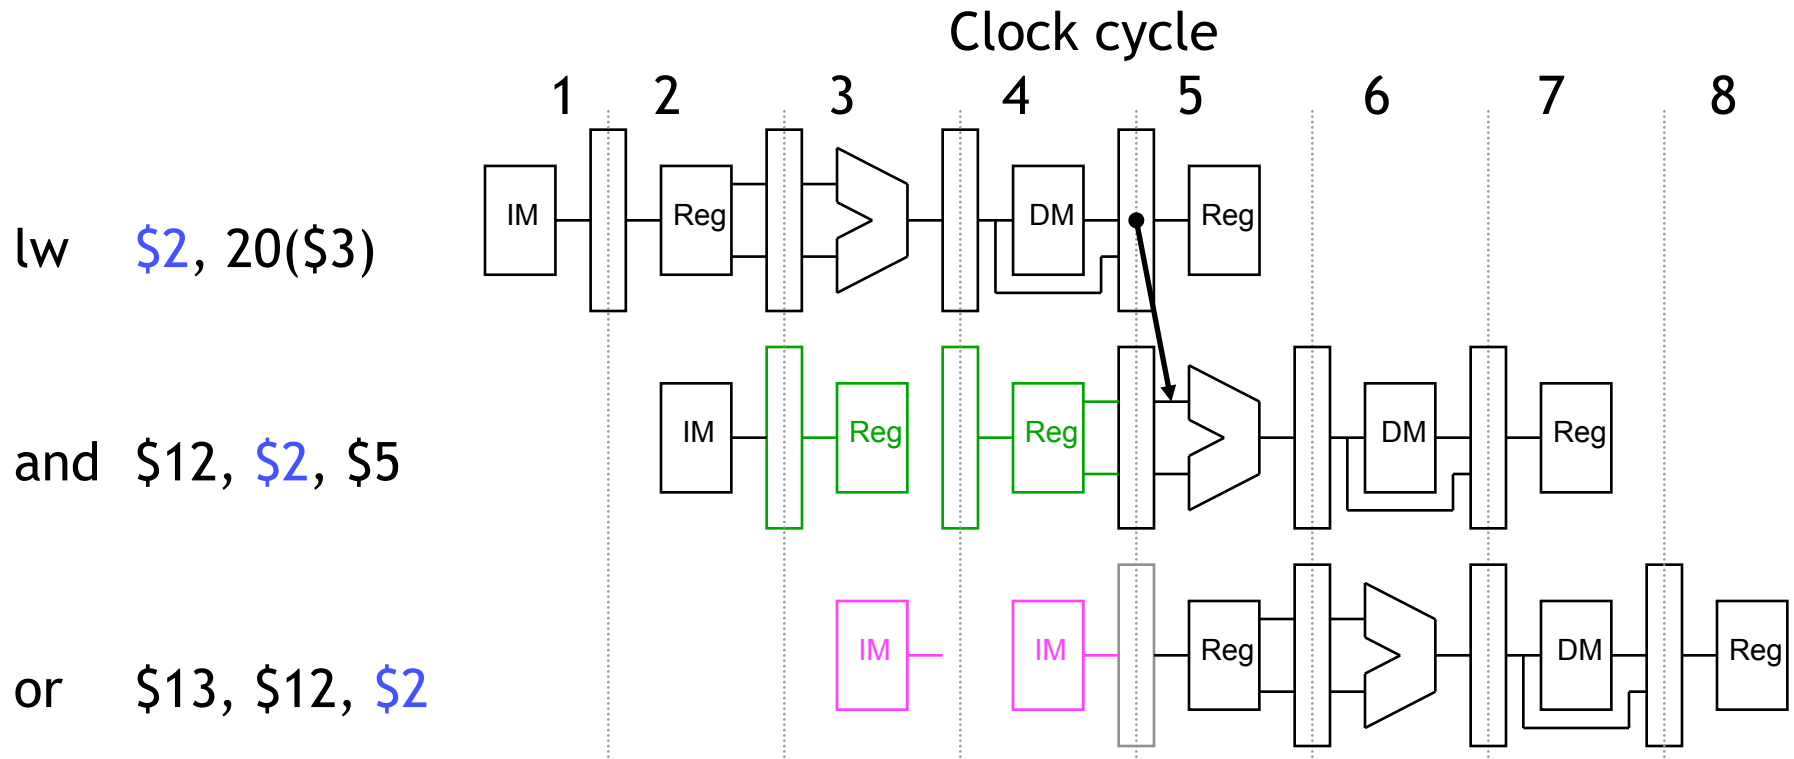 Clock cycle
1 2 3 4 5 6 7 8
lw $2, 20($3) IM Reg DM Reg
and $12, $2, $5 IM Reg Reg DM Reg
or $13, $12, $2 IM IM Reg DM Reg